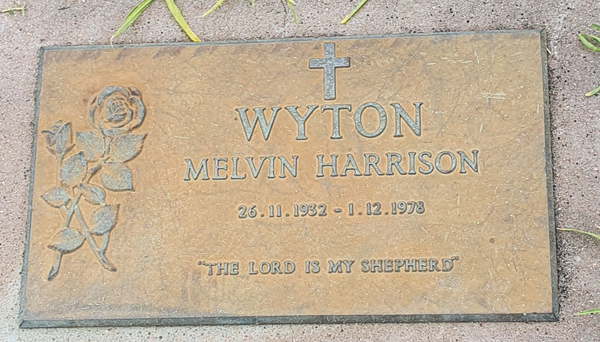 WYTON
MELVIN HARRISON
26.11.1932 - 1.12.1978
"THE LORD IS MY SHEPHERD"